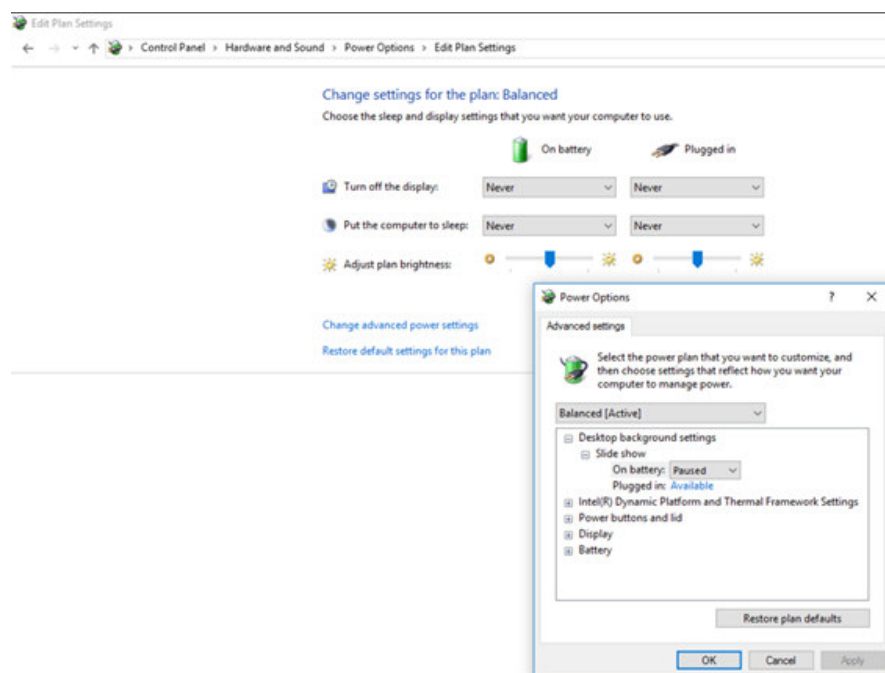 Edit Plan Settings
Control Panel > Hardware and Sound > Power Options > Edit Plan Settings
Change settings for the plan: Balanced
Choose the sleep and display settings that you want your computer to use.
On battery Plugged in
Turn off the display: Never Never
Put the computer to sleep: Never Never
Adjust plan brightness:
Change advanced power settings
Restore default settings for this plan
Power Options ?
Advanced settings
Select the power plan that you want to customize, and
then choose settings that reflect how you want your
computer to manage power.
Balanced [Active]
Desktop background settings
Slide show
On battery: Paused
Plugged in: Available
Intel(R) Dynamic Platform and Thermal Framework Settings
Power buttons and lid
Display
Battery
Restore plan defaults
OK Cancel Apply